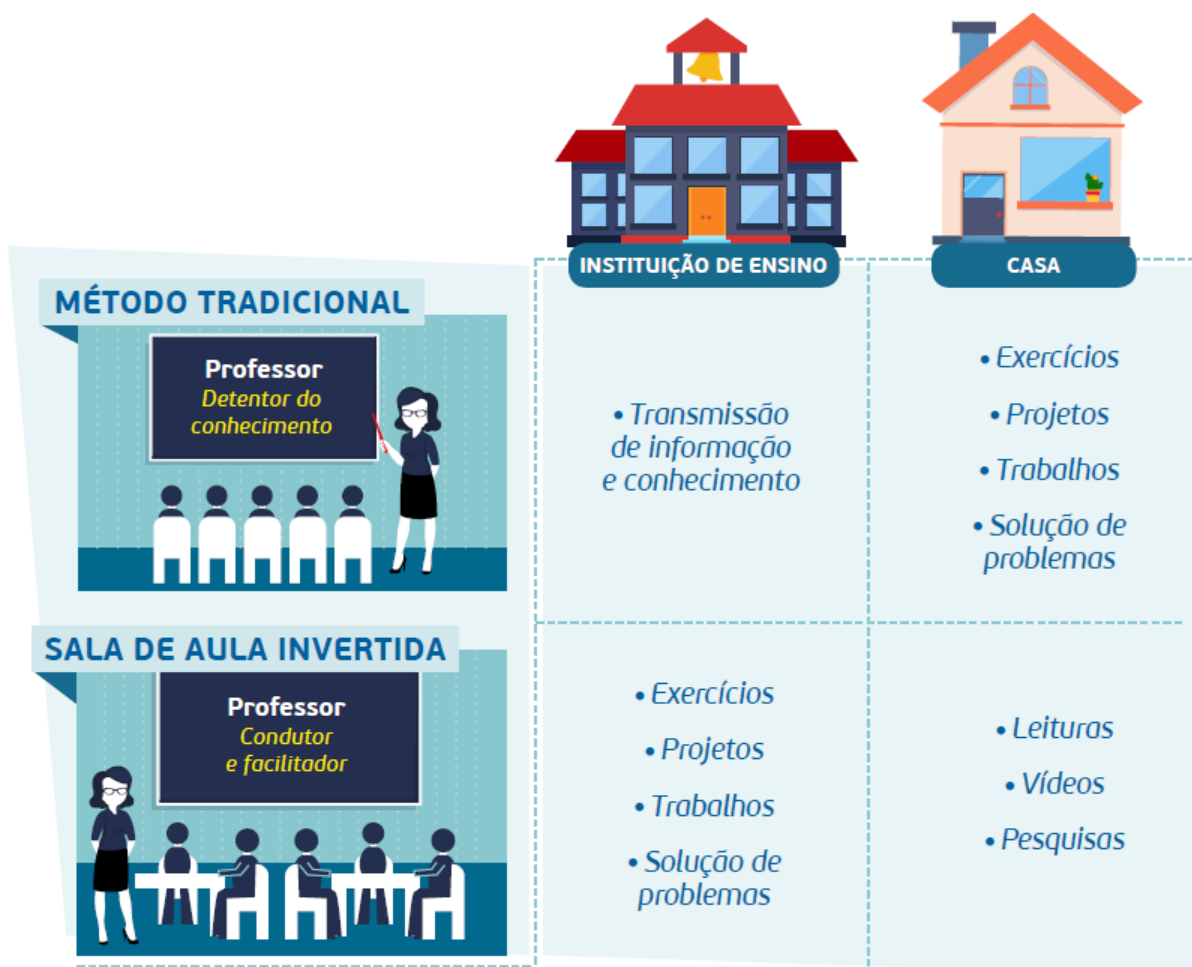 INSTITUIÇÃO DE ENSINO
CASA
MÉTODO TRADICIONAL
Professor
Detentor do
conhecimento
• Transmissão
de informação
e conhecimento
• Exercícios
• Projetos
• Trabalhos
• Solução de
problemas
SALA DE AULA INVERTIDA
Professor
Condutor
e facilitador
• Exercícios
• Projetos
• Trabalhos
• Solução de
problemas
• Leituras
• Vídeos
• Pesquisas